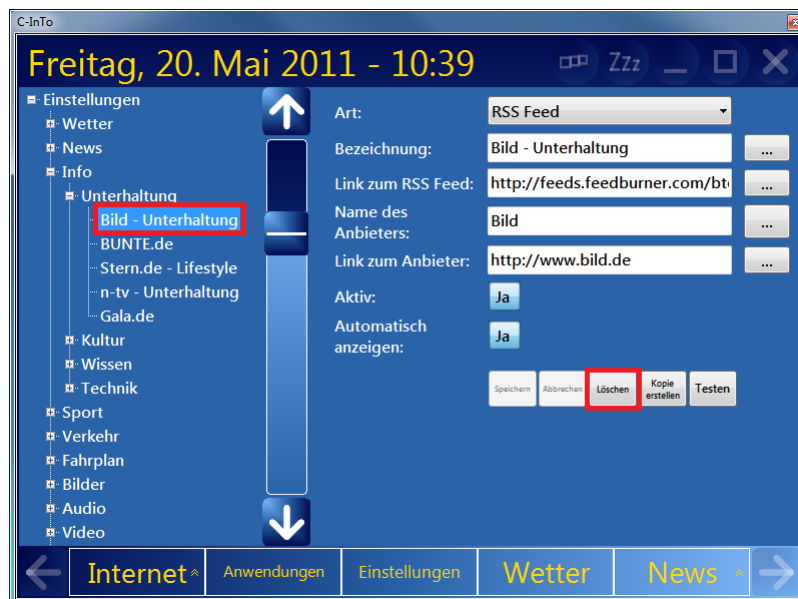 C-InTo
Freitag, 20. Mai 2011 - 10:39
Zzz
Einstellungen
Wetter
News
Info
Unterhaltung
Bild - Unterhaltung
BUNTE.de
Stern.de - Lifestyle
n-tv - Unterhaltung
Gala.de
Kultur
Wissen
Technik
Sport
Verkehr
Fahrplan
Bilder
Audio
Video
Art:
RSS Feed
Bezeichnung:
Bild - Unterhaltung
...
Link zum RSS Feed:
http://feeds.feedburner.com/bt
...
Name des
Anbieters:
Bild
...
Link zum Anbieter:
http://www.bild.de
...
Aktiv:
Ja
Automatisch
anzeigen:
Ja
Speichern
Abbrechen
Löschen
Kopie
erstellen
Testen
Internet
Anwendungen
Einstellungen
Wetter
News